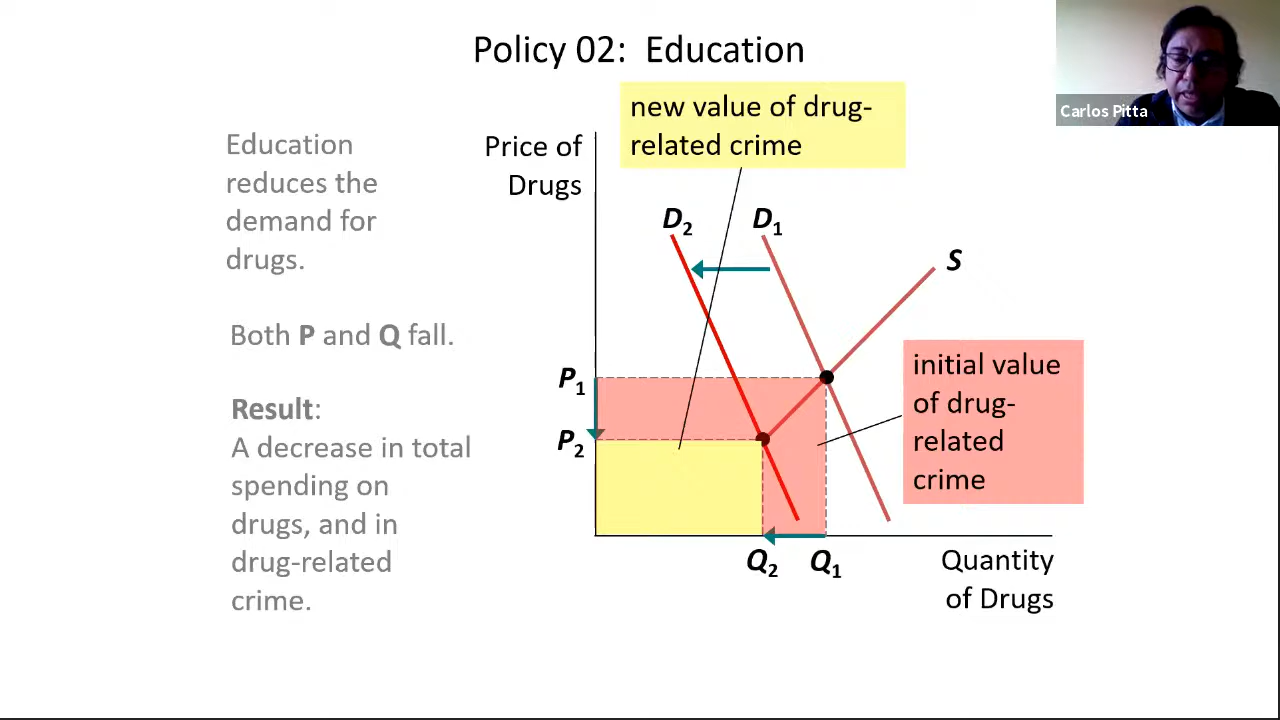 Policy 02: Education
Carlos Pitta
Education
reduces the
demand for
drugs.
Both P and Q fall.
Result:
A decrease in total
spending on
drugs, and in
drug-related
crime.
Price of
Drugs
new value of drug-
related crime
D2
D1
S
P1
P2
initial value
of drug-
related
crime
Q2
Q1
Quantity
of Drugs